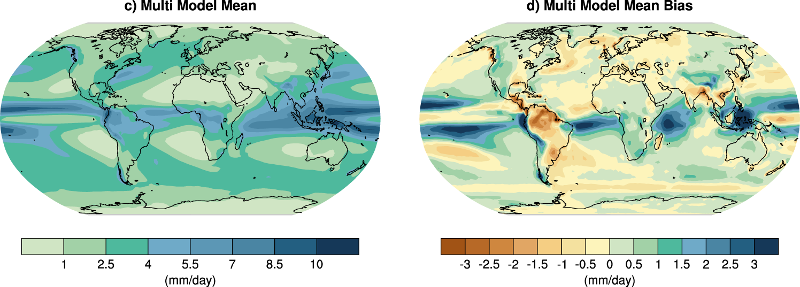 c) Multi Model Mean
d) Multi Model Mean Bias
1 2.5 4 5.5 7 8.5 10
(mm/day)
-3 -2.5 -2 -1.5 -1 -0.5 0 0.5 1 1.5 2 2.5 3
(mm/day)